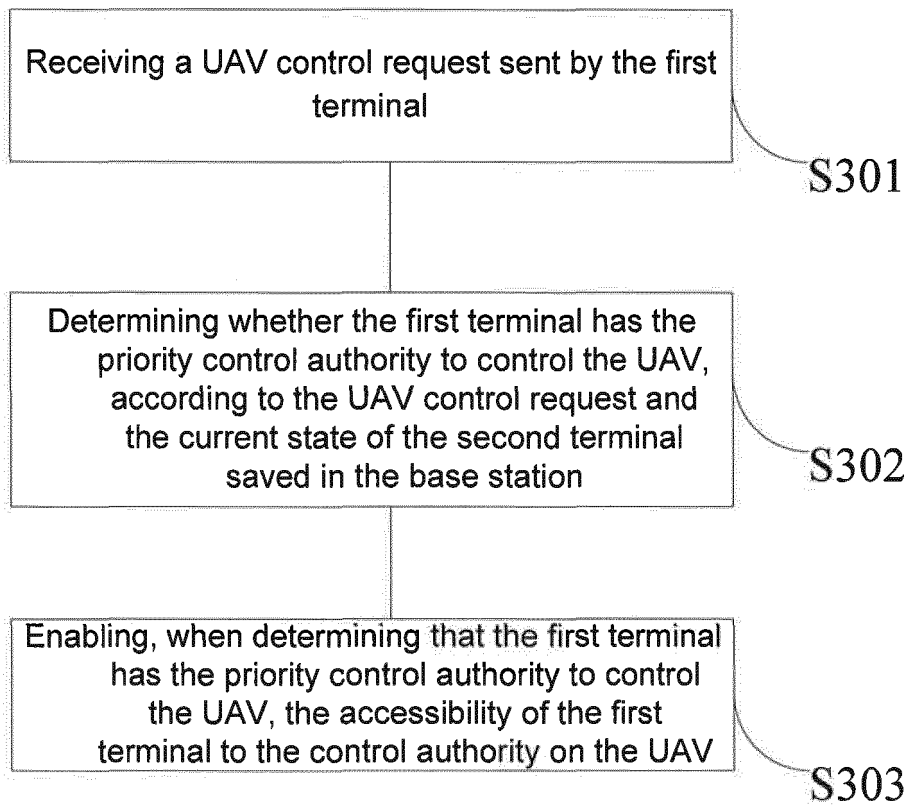 Receiving a UAV control request sent by the first
terminal
S301
Determining whether the first terminal has the
priority control authority to control the UAV,
according to the UAV control request and
the current state of the second terminal
saved in the base station
S302
Enabling, when determining that the first terminal
has the priority control authority to control
the UAV, the accessibility of the first
terminal to the control authority on the UAV
S303